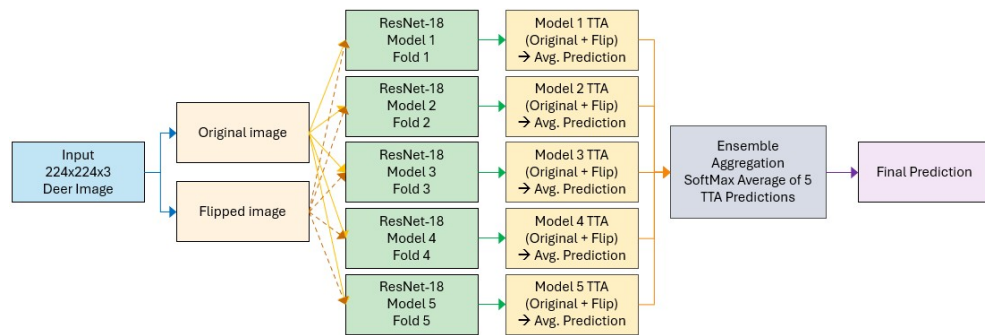 Input
224x224x3
Deer Image
Original image
Flipped image
ResNet-18
Model 1
Fold 1
ResNet-18
Model 2
Fold 2
ResNet-18
Model 3
Fold 3
ResNet-18
Model 4
Fold 4
ResNet-18
Model 5
Fold 5
Model 1 TTA
(Original + Flip)
→ Avg. Prediction
Model 2 TTA
(Original + Flip)
→ Avg. Prediction
Model 3 TTA
(Original + Flip)
→ Avg. Prediction
Model 4 TTA
(Original + Flip)
→ Avg. Prediction
Model 5 TTA
(Original + Flip)
→ Avg. Prediction
Ensemble
Aggregation
SoftMax Average of 5
TTA Predictions
Final Prediction